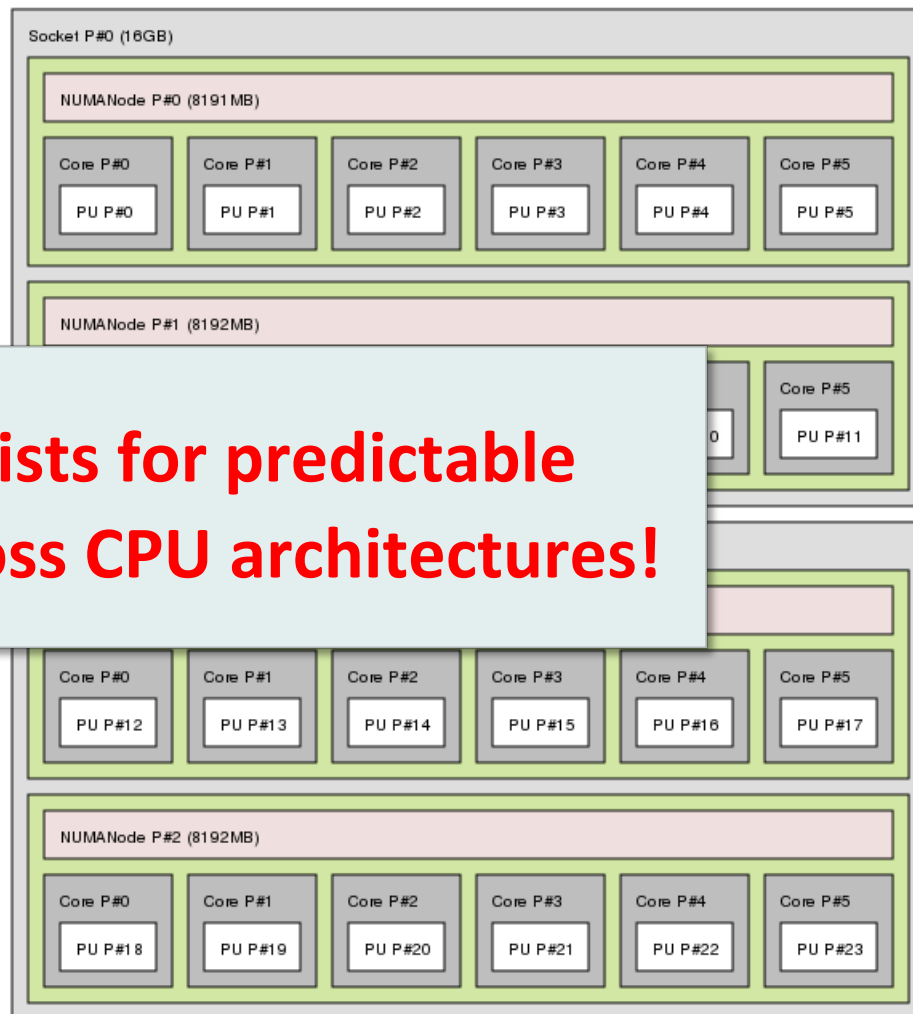 Socket P#0 (16GB)
NUMANode P#0 (8191MB)
Core P#0 Core P#1 Core P#2 Core P#3 Core P#4 Core P#5
PU P#0 PU P#1 PU P#2 PU P#3 PU P#4 PU P#5
NUMANode P#1 (8192MB)
Core P#5
0 PU P#11
ists for predictable
oss CPU architectures!
Core P#0 Core P#1 Core P#2 Core P#3 Core P#4 Core P#5
PU P#12 PU P#13 PU P#14 PU P#15 PU P#16 PU P#17
NUMANode P#2 (8192MB)
Core P#0 Core P#1 Core P#2 Core P#3 Core P#4 Core P#5
PU P#18 PU P#19 PU P#20 PU P#21 PU P#22 PU P#23